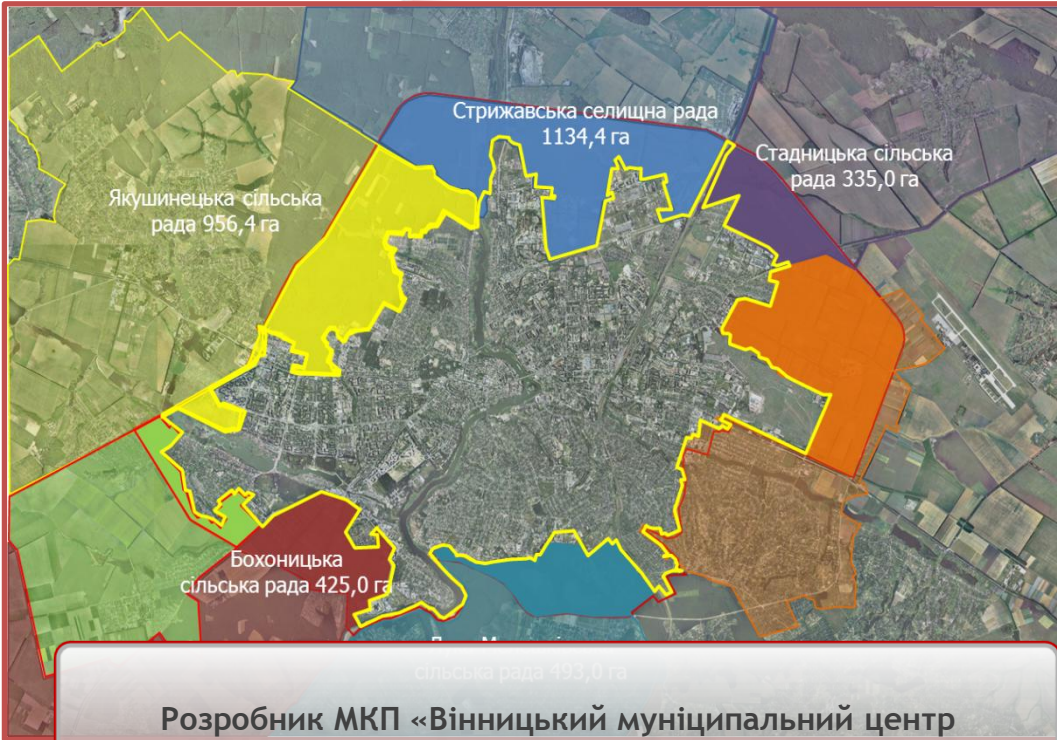 Стрижавська селищна рада
1134,4 га
Стадницька сільська
рада 335,0 га
Якушинецька сільська
рада 956,4 га
Бохоницька
сільська рада 425,0 га
сільська рада 493,0 га
Розробник МКП «Вінницький муніципальний центр